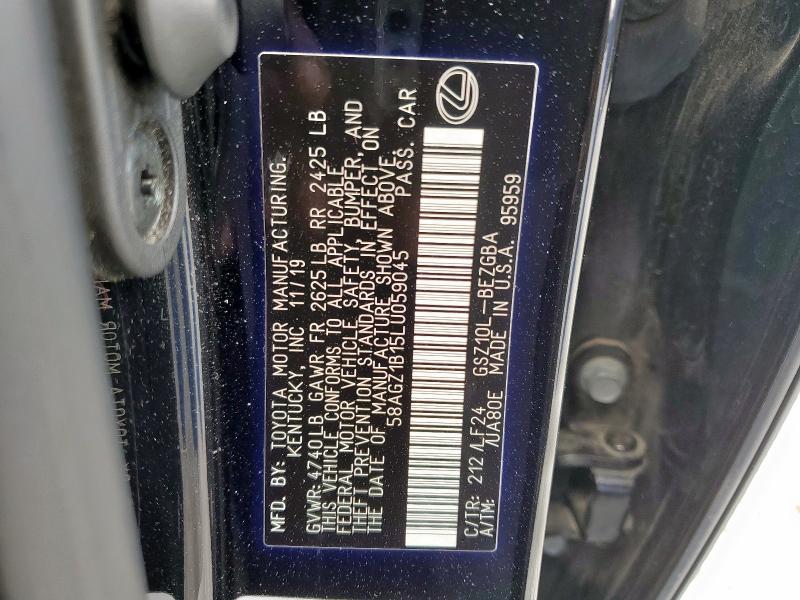 MFD. BY: TOYOTA MOTOR MANUFACTURING.
KENTUCKY, INC 11/19
GVWR: 4740LB GAWR FR 2625LB RR 2425 LB
THIS VEHICLE CONFORMS TO ALL APPLICABLE
FEDERAL MOTOR VEHICLE SAFETY, BUMPER, AND
THEFT PREVENTION STANDARDS IN EFFECT ON
THE DATE OF MANUFACTURE SHOWN ABOVE.
58AGZ1B15LU059045 PASS. CAR
C/TR: 212 /LF24 GSZ10L-BEZGBA
A/TM: /UA80E MADE IN U.S.A. 95959